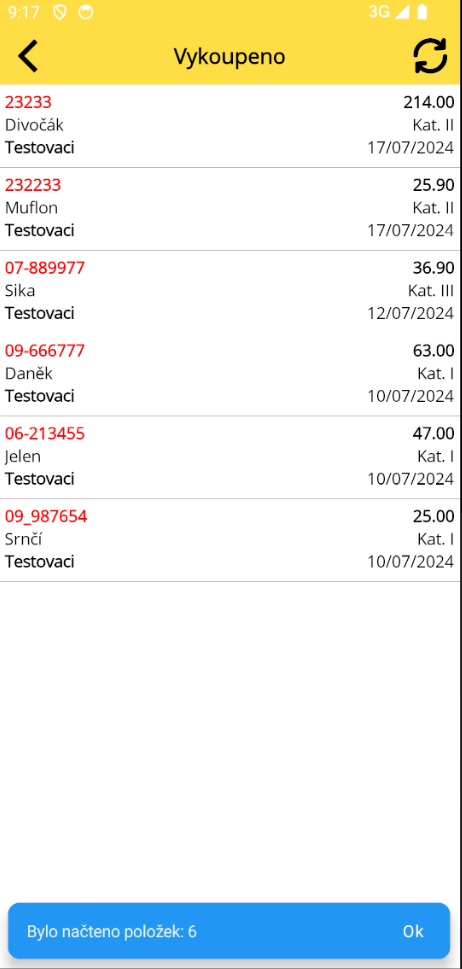 9:17 3G
Vykoupeno
23233 214.00
Divočák Kat. II
Testovaci 17/07/2024
232233 25.90
Muflon Kat. II
Testovaci 17/07/2024
07-889977 36.90
Sika Kat. III
Testovaci 12/07/2024
09-666777 63.00
Daněk Kat. I
Testovaci 10/07/2024
06-213455 47.00
Jelen Kat. I
Testovaci 10/07/2024
09_987654 25.00
Srnčí Kat. I
Testovaci 10/07/2024
Bylo načteno položek: 6 Ok